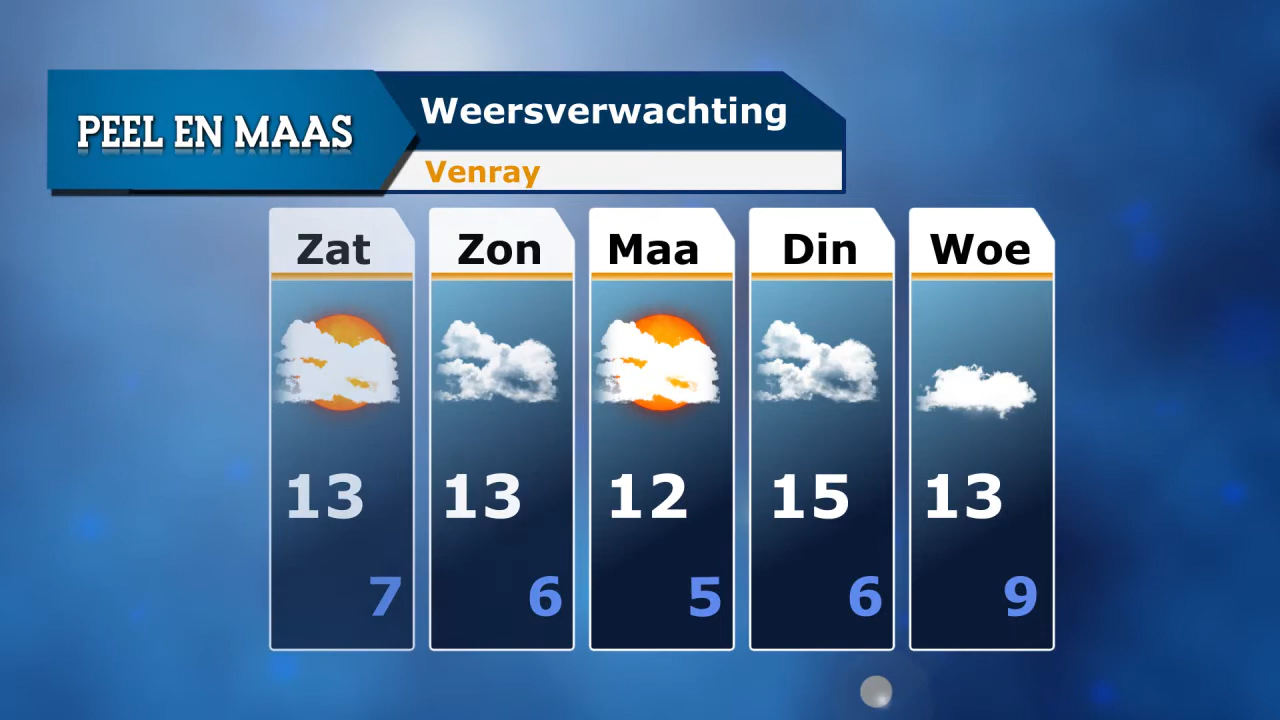 PEEL EN MAAS
Weersverwachting
Venray
Zat Zon Maa Din Woe
13 13 12 15 13
7 6 5 6 9